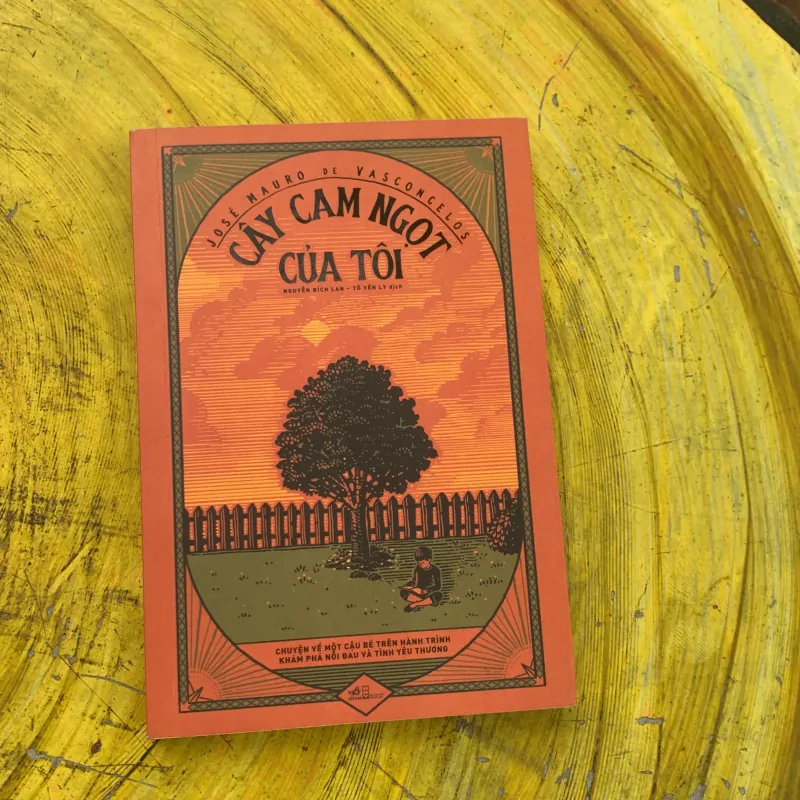 JOSÉ MAURO DE VASCONCELOS
CÂY CAM NGỌT
CỦA TÔI
NGUYỄN BÍCH LAN - TÔ YẾN LY dịch
CHUYỆN VỀ MỘT CẬU BÉ TRÊN HÀNH TRÌNH
KHÁM PHÁ NỖI ĐAU VÀ TÌNH YÊU THƯƠNG